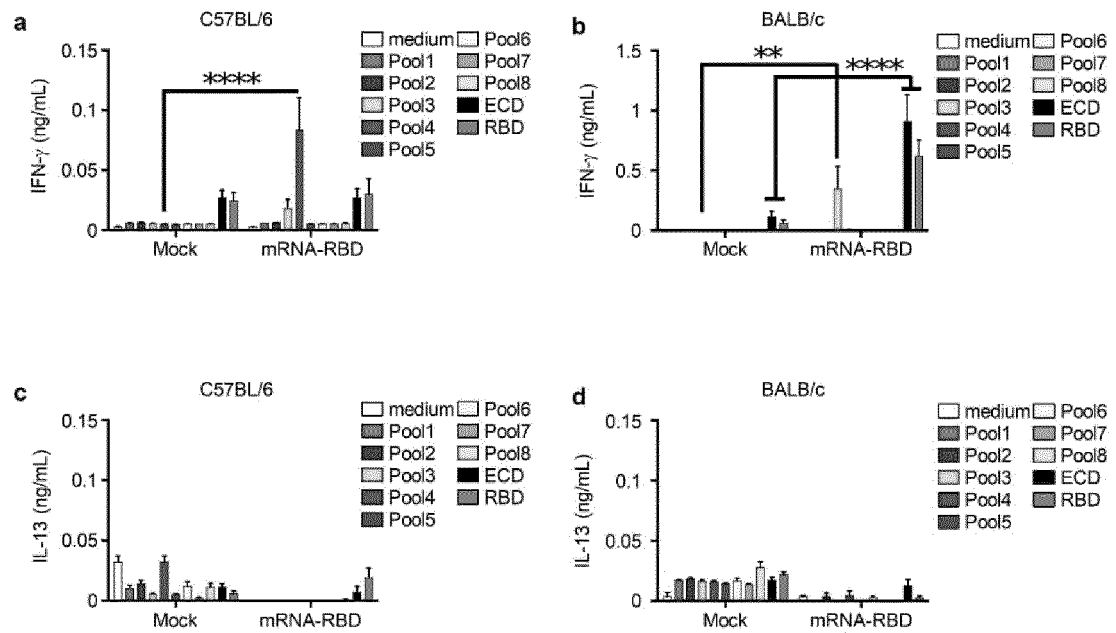 a
C57BL/6
IFN-γ (ng/mL)
0.15
0.1
0.05
0
****
medium
Pool1
Pool2
Pool3
Pool4
Pool5
Pool6
Pool7
Pool8
ECD
RBD
Mock
mRNA-RBD
b
BALB/c
IFN-γ (ng/mL)
1.5
1
0.5
0
**
****
medium
Pool1
Pool2
Pool3
Pool4
Pool5
Pool6
Pool7
Pool8
ECD
RBD
Mock
mRNA-RBD
c
C57BL/6
IL-13 (ng/mL)
0.15
0.1
0.05
0
medium
Pool1
Pool2
Pool3
Pool4
Pool5
Pool6
Pool7
Pool8
ECD
RBD
Mock
mRNA-RBD
d
BALB/c
IL-13 (ng/mL)
0.15
0.1
0.05
0
medium
Pool1
Pool2
Pool3
Pool4
Pool5
Pool6
Pool7
Pool8
ECD
RBD
Mock
mRNA-RBD